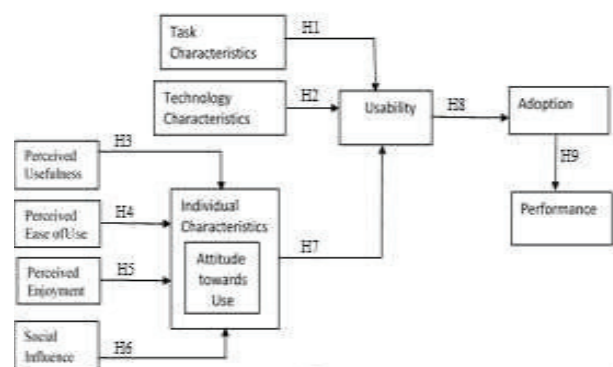 Task
Characteristics
H1
Technology
Characteristics
H2
Usability
H8
Adoption
H9
Performance
Perceived
Usefulness
H3
Perceived
Ease of Use
H4
Perceived
Enjoyment
H5
Social
Influence
H6
Individual
Characteristics
Attitude
towards
Use
H7